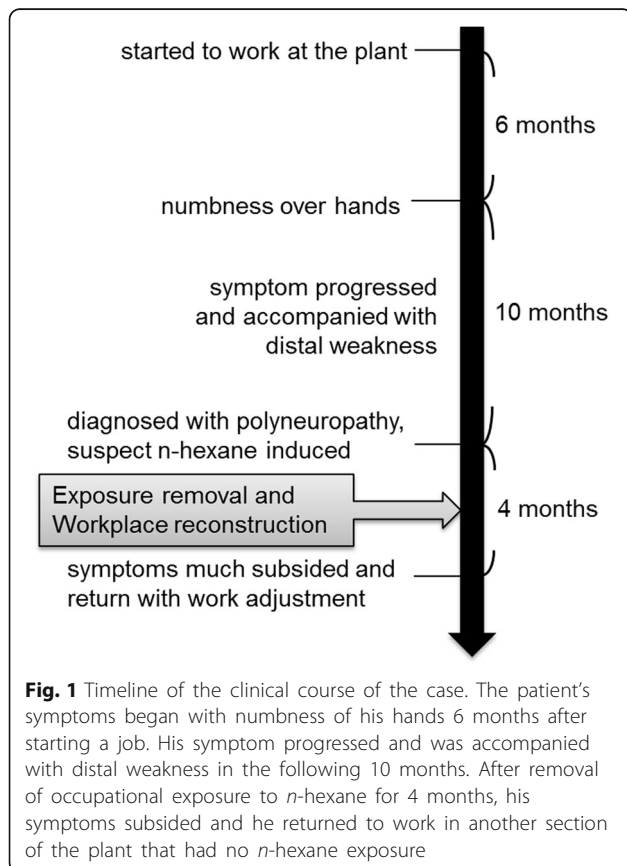 started to work at the plant
6 months
numbness over hands
symptom progressed
and accompanied with
distal weakness
10 months
diagnosed with polyneuropathy,
suspect n-hexane induced
Exposure removal and
Workplace reconstruction
4 months
symptoms much subsided and
return with work adjustment
Fig. 1 Timeline of the clinical course of the case. The patient's
symptoms began with numbness of his hands 6 months after
starting a job. His symptom progressed and was accompanied
with distal weakness in the following 10 months. After removal
of occupational exposure to n-hexane for 4 months, his
symptoms subsided and he returned to work in another section
of the plant that had no n-hexane exposure